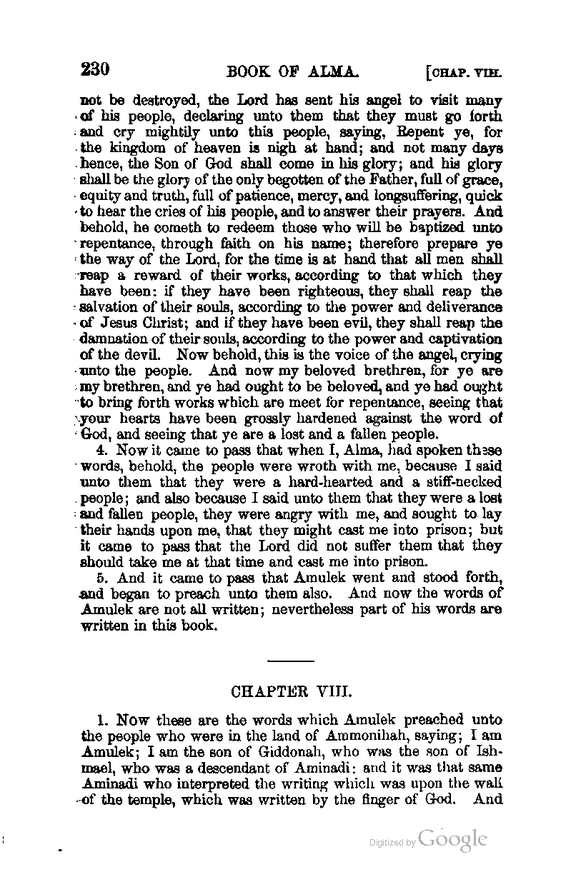 230 BOOK OF ALMA. [CHAP. VIII.
not be destroyed, the Lord has sent his angel to visit many
of his people, declaring unto them that they must go forth
and cry mightily unto this people, saying, Repent ye, for
the kingdom of heaven is nigh at hand; and not many days
hence, the Son of God shall come in his glory; and his glory
shall be the glory of the only begotten of the Father, full of grace,
equity and truth, full of patience, mercy, and longsuffering, quick
to hear the cries of his people, and to answer their prayers. And
behold, he cometh to redeem those who will be baptized unto
repentance, through faith on his name; therefore prepare ye
the way of the Lord, for the time is at hand that all men shall
reap a reward of their works, according to that which they
have been: if they have been righteous, they shall reap the
salvation of their souls, according to the power and deliverance
of Jesus Christ; and if they have been evil, they shall reap the
damnation of their souls, according to the power and captivation
of the devil. Now behold, this is the voice of the angel, crying
unto the people. And now my beloved brethren, for ye are
my brethren, and ye had ought to be beloved, and ye had ought
to bring forth works which are meet for repentance, seeing that
your hearts have been grossly hardened against the word of
God, and seeing that ye are a lost and a fallen people.
4. Now it came to pass that when I, Alma, had spoken these
words, behold, the people were wroth with me, because I said
unto them that they were a hard-hearted and a stiff-necked
people; and also because I said unto them that they were a lost
and fallen people, they were angry with me, and sought to lay
their hands upon me, that they might cast me into prison; but
it came to pass that the Lord did not suffer them that they
should take me at that time and cast me into prison.
5. And it came to pass that Amulek went and stood forth,
and began to preach unto them also. And now the words of
Amulek are not all written; nevertheless part of his words are
written in this book.
CHAPTER VIII.
1. Now these are the words which Amulek preached unto
the people who were in the land of Ammonihah, saying; I am
Amulek; I am the son of Giddonah, who was the son of Ish-
mael, who was a descendant of Aminadi: and it was that same
Aminadi who interpreted the writing which was upon the wall
of the temple, which was written by the finger of God. And
Digitized by Google